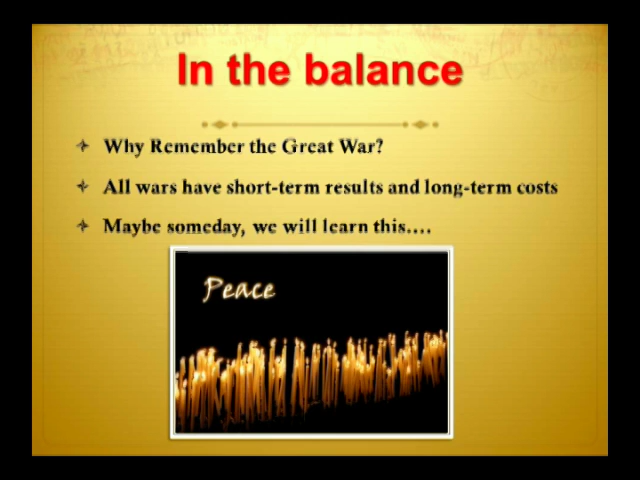 In the balance
Why Remember the Great War?
All wars have short-term results and long-term costs
Maybe someday, we will learn this....
Peace